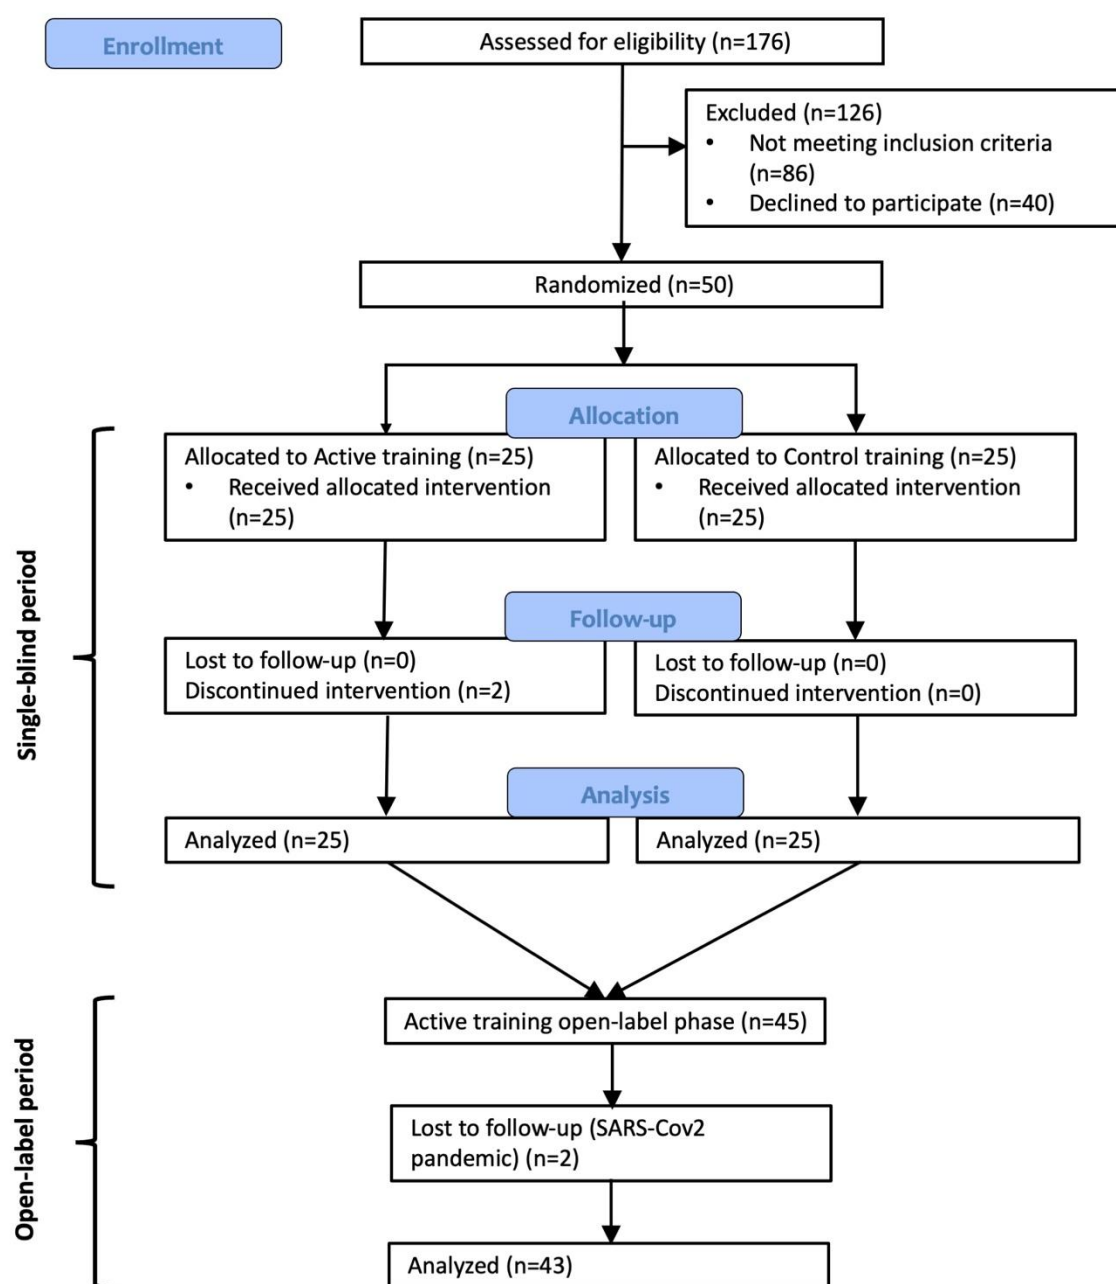 Enrollment
Assessed for eligibility (n=176)
Excluded (n=126)
• Not meeting inclusion criteria
(n=86)
• Declined to participate (n=40)
Randomized (n=50)
Allocation
Allocated to Active training (n=25)
• Received allocated intervention
(n=25)
Allocated to Control training (n=25)
• Received allocated intervention
(n=25)
Single-blind period
Follow-up
Lost to follow-up (n=0)
Discontinued intervention (n=2)
Lost to follow-up (n=0)
Discontinued intervention (n=0)
Analysis
Analyzed (n=25)
Analyzed (n=25)
Open-label period
Active training open-label phase (n=45)
Lost to follow-up (SARS-Cov2
pandemic) (n=2)
Analyzed (n=43)